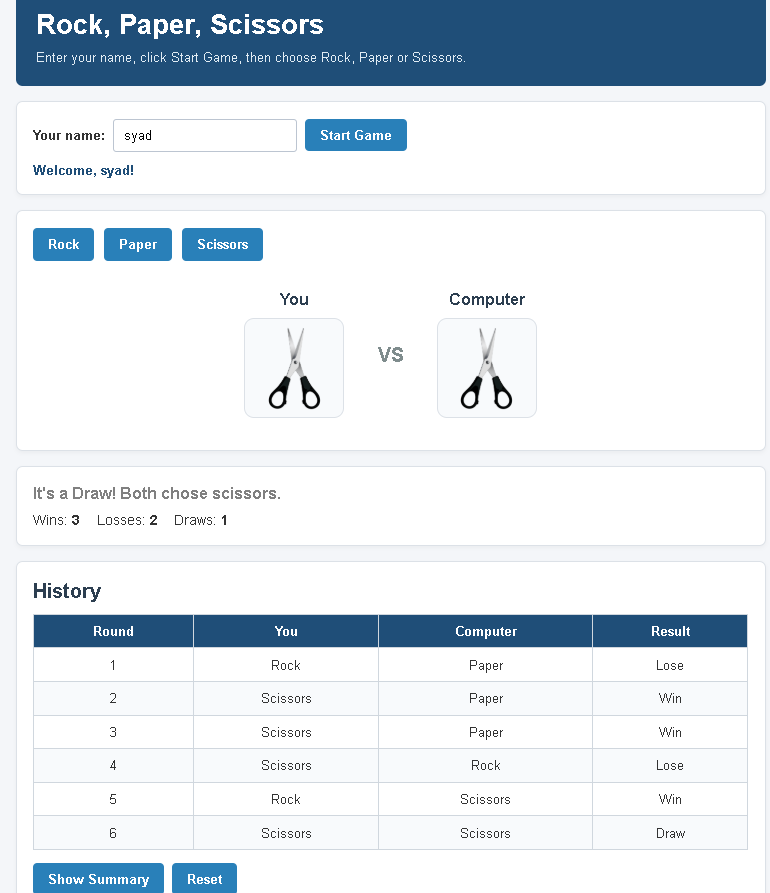 Rock, Paper, Scissors
Enter your name, click Start Game, then choose Rock, Paper or Scissors.
Your name: syad Start Game
Welcome, syad!
Rock Paper Scissors
You Computer
VS
It's a Draw! Both chose scissors.
Wins: 3 Losses: 2 Draws: 1
History
Round You Computer Result
1 Rock Paper Lose
2 Scissors Paper Win
3 Scissors Paper Win
4 Scissors Rock Lose
5 Rock Scissors Win
6 Scissors Scissors Draw
Show Summary Reset